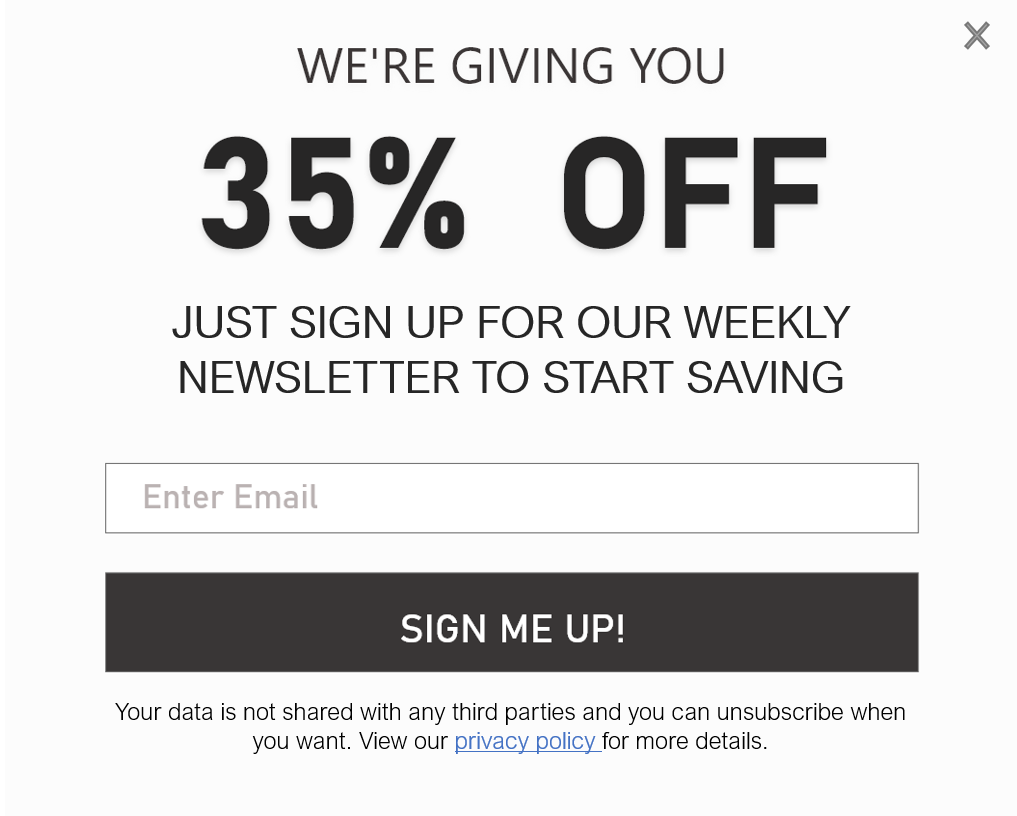 WE'RE GIVING YOU
35% OFF
JUST SIGN UP FOR OUR WEEKLY
NEWSLETTER TO START SAVING
Enter Email
SIGN ME UP!
Your data is not shared with any third parties and you can unsubscribe when
you want. View our privacy policy for more details.